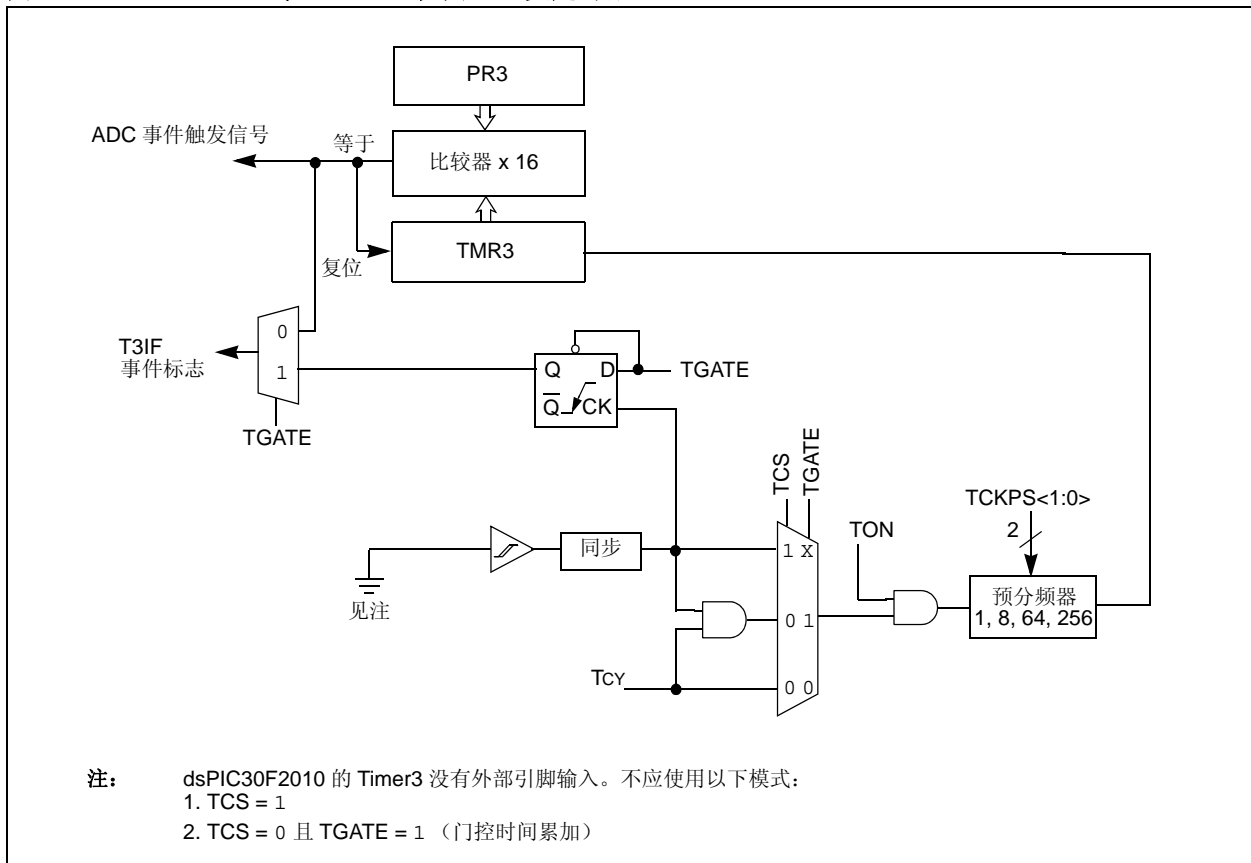 PR3
ADC 事件触发信号
等于
比较器 x 16
复位
TMR3
0
1
T3IF
事件标志
TGATE
Q
D
Q
CK
TGATE
TCS
TGATE
TCKPS<1:0>
2
TON
同步
1 X
见注
预分频器
1, 8, 64, 256
0 1
TCY
0 0
注： dsPIC30F2010 的 Timer3 没有外部引脚输入。不应使用以下模式：
1. TCS = 1
2. TCS = 0 且 TGATE = 1 （门控时间累加）